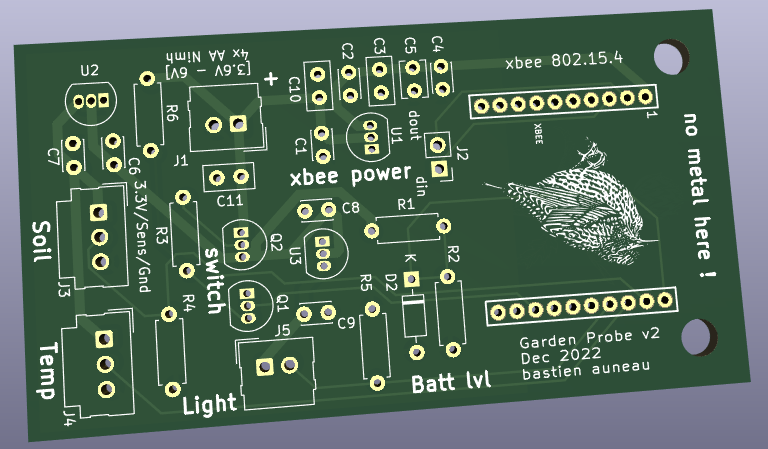 U2
4x AA Nimh
[3.6V - 6V]
+
C10
C2
C3
C5
C4
xbee 802.15.4
R6
J1
C1
U1
dout
J2
1
XBEE
no metal here !
C7
C6
3.3V/Sens/Gnd
C11
xbee power
din
Soil
J3
R3
switch
Q2
C8
U3
R1
K
D2
R2
R5
R4
Q1
C9
J5
Temp
J4
Light
Batt lvl
Garden Probe v2
Dec 2022
bastien auneau